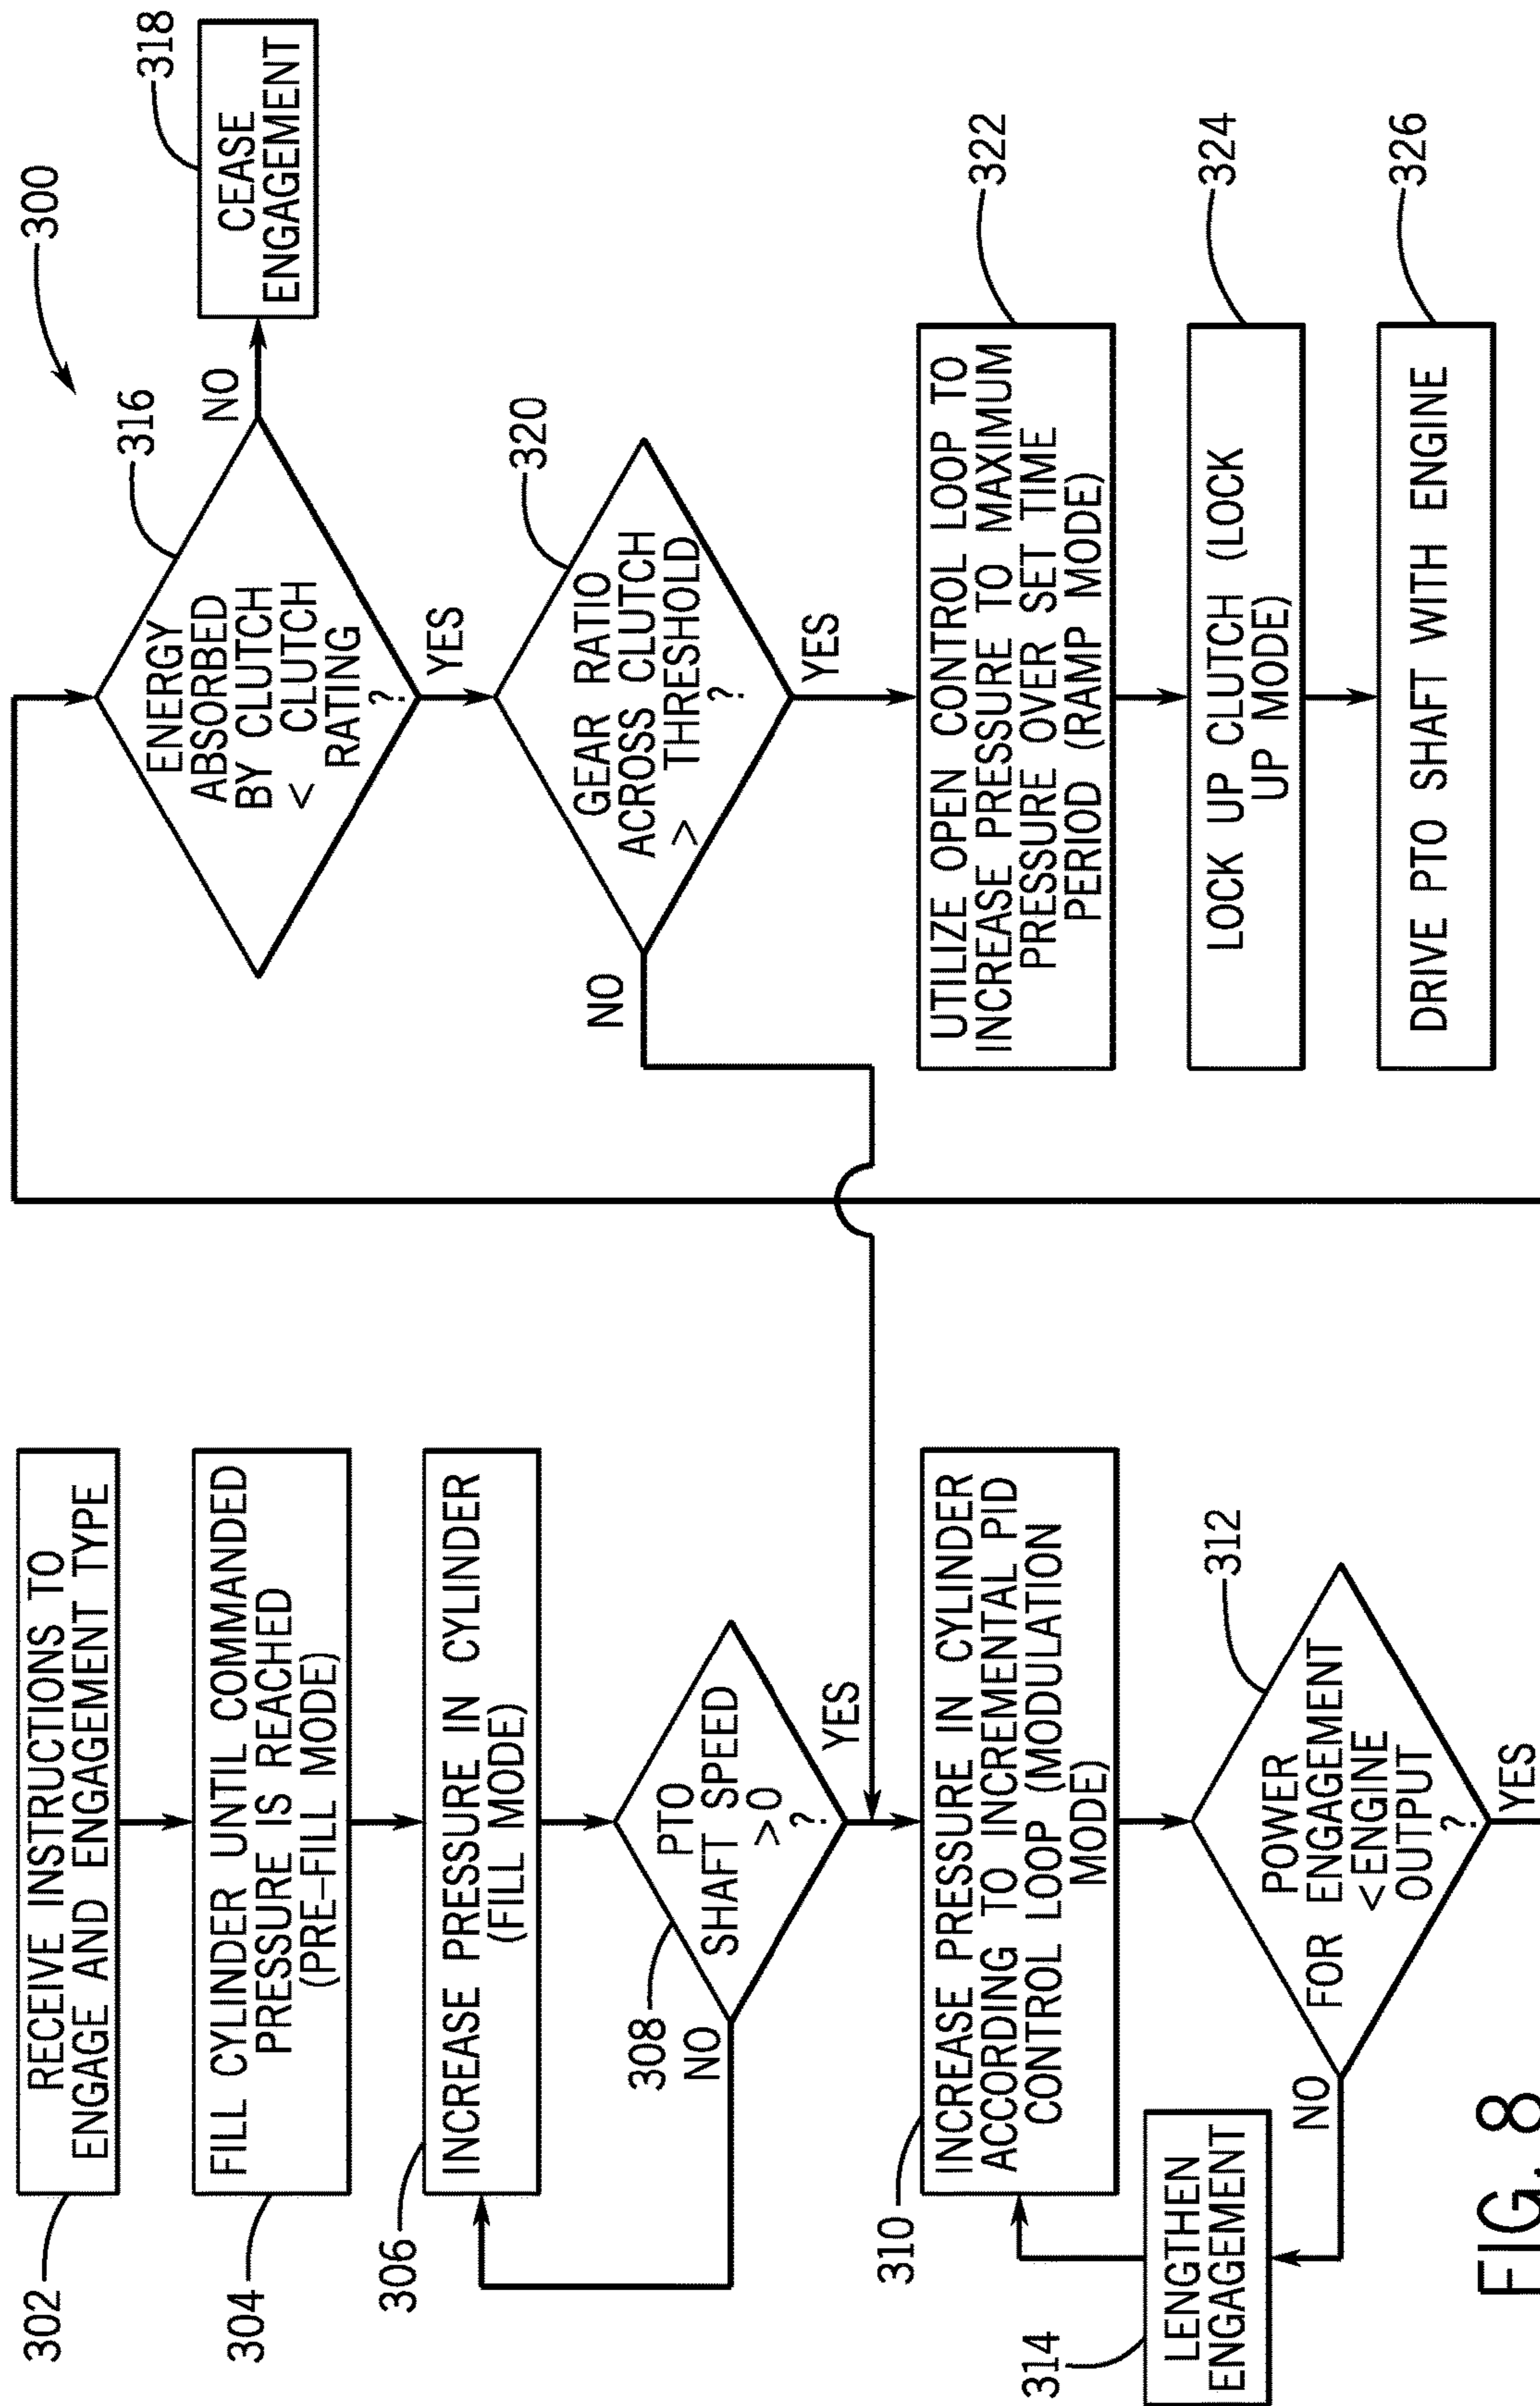 302
RECEIVE INSTRUCTIONS TO
ENGAGE AND ENGAGEMENT TYPE
304
FILL CYLINDER UNTIL COMMANDED
PRESSURE IS REACHED
(PRE-FILL MODE)
306
INCREASE PRESSURE IN CYLINDER
(FILL MODE)
308
NO
PTO
SHAFT SPEED
>0
?
YES
310
INCREASE PRESSURE IN CYLINDER
ACCORDING TO INCREMENTAL PID
CONTROL LOOP (MODULATION
MODE)
312
POWER
FOR ENGAGEMENT
<ENGINE
OUTPUT
?
NO
YES
314
LENGTHEN
ENGAGEMENT
300
316
ENERGY
ABSORBED
BY CLUTCH
< CLUTCH
RATING
?
NO
YES
318
CEASE
ENGAGEMENT
320
GEAR RATIO
ACROSS CLUTCH
> THRESHOLD
?
NO
YES
322
UTILIZE OPEN CONTROL LOOP TO
INCREASE PRESSURE TO MAXIMUM
PRESSURE OVER SET TIME
PERIOD (RAMP MODE)
324
LOCK UP CLUTCH (LOCK
UP MODE)
326
DRIVE PTO SHAFT WITH ENGINE
FIG. 8